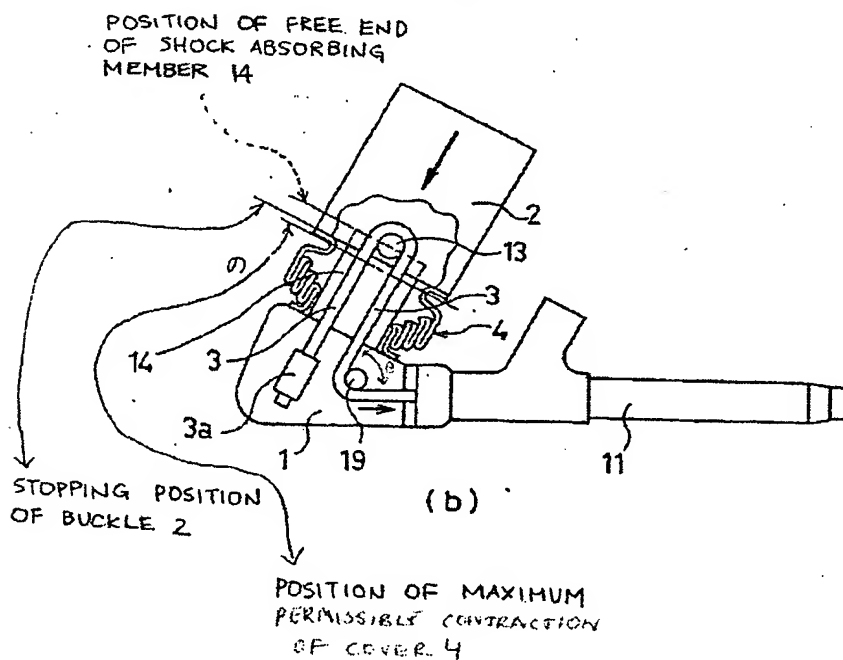 POSITION OF FREE END
OF SHOCK ABSORBING
MEMBER 14
2
13
3
4
14
3
3a
1
19
11
(b)
STOPPING POSITION
OF BUCKLE 2
POSITION OF MAXIMUM
PERMISSIBLE CONTRACTION
OF COVER 4